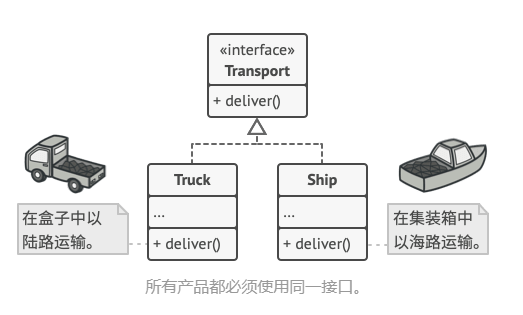 «interface»
Transport
+ deliver()
Truck
...
+ deliver()
Ship
...
+ deliver()
在盒子中以
陆路运输。
在集装箱中
以海路运输。
所有产品都必须使用同一接口。